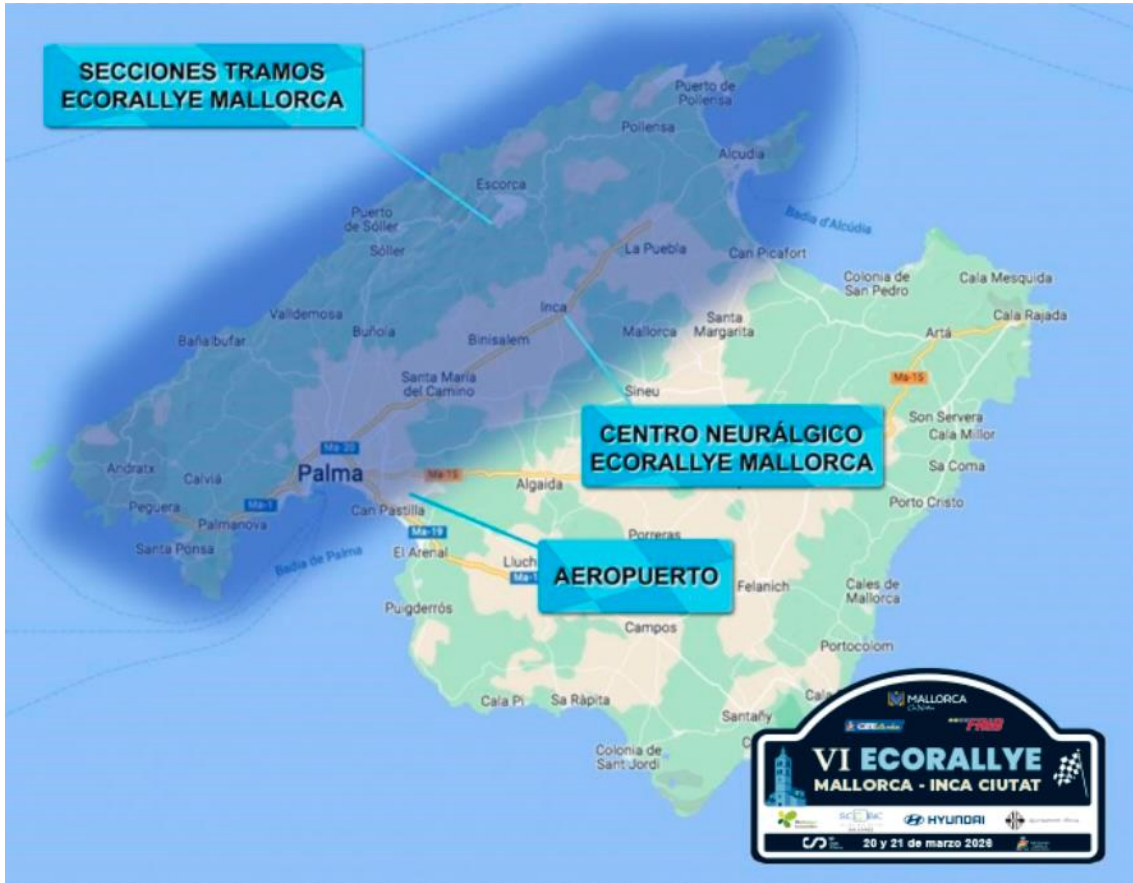 SECCIONES TRAMOS
ECORALLYE MALLORCA
Puerto de
Pollensa
Pollensa
Alcudia
Escorca
Badia d'Alcúdia
Puerto
de Sóller
Sóller
La Puebla
Can Picafort
Colonia de
San Pedro
Cala Mesquida
Cala Rajada
Valldemosa
Inca
Santa
Margarita
Artá
Bañalbufar
Buñola
Binisalem
Mallorca
Santa María
del Camino
Sineu
Ma-15
Son Servera
Cala Millor
CENTRO NEURÁLGICO
ECORALLYE MALLORCA
Ma-20
Andratx
Calviá
Palma
Ma-15
Algaida
Sa Coma
Peguera
Ma-1
Palmanova
Can Pastilla
Porto Cristo
Santa Ponsa
Badia de Palma
Ma-19
El Arenal
Lluch
Porreras
AEROPUERTO
Felanich
Cales de
Mallorca
Puigderrós
Campos
Portocolom
Cala Pi
Sa Ràpita
Santañy
Colonia de
Sant Jordi
MALLORCA
VI ECORALLYE
MALLORCA - INCA CIUTAT
HYUNDAI
20 y 21 de marzo 2026